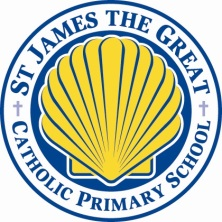 ST JAMES THE GREAT
CATHOLIC PRIMARY SCHOOL